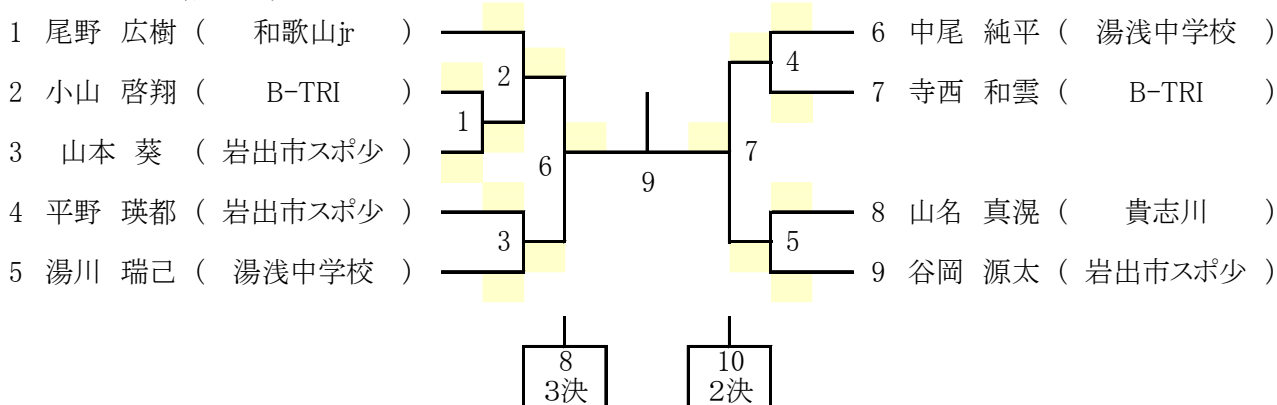 1 尾野 広樹 ( 和歌山jr )
2 小山 啓翔 ( B-TRI )
3 山本 葵 ( 岩出市スポ少 )
4 平野 瑛都 ( 岩出市スポ少 )
5 湯川 瑞己 ( 湯浅中学校 )
2
1
6
3
9
4
7
5
6 中尾 純平 ( 湯浅中学校 )
7 寺西 和雲 ( B-TRI )
8 山名 真滉 ( 貴志川 )
9 谷岡 源太 ( 岩出市スポ少 )
8
3決
10
2決